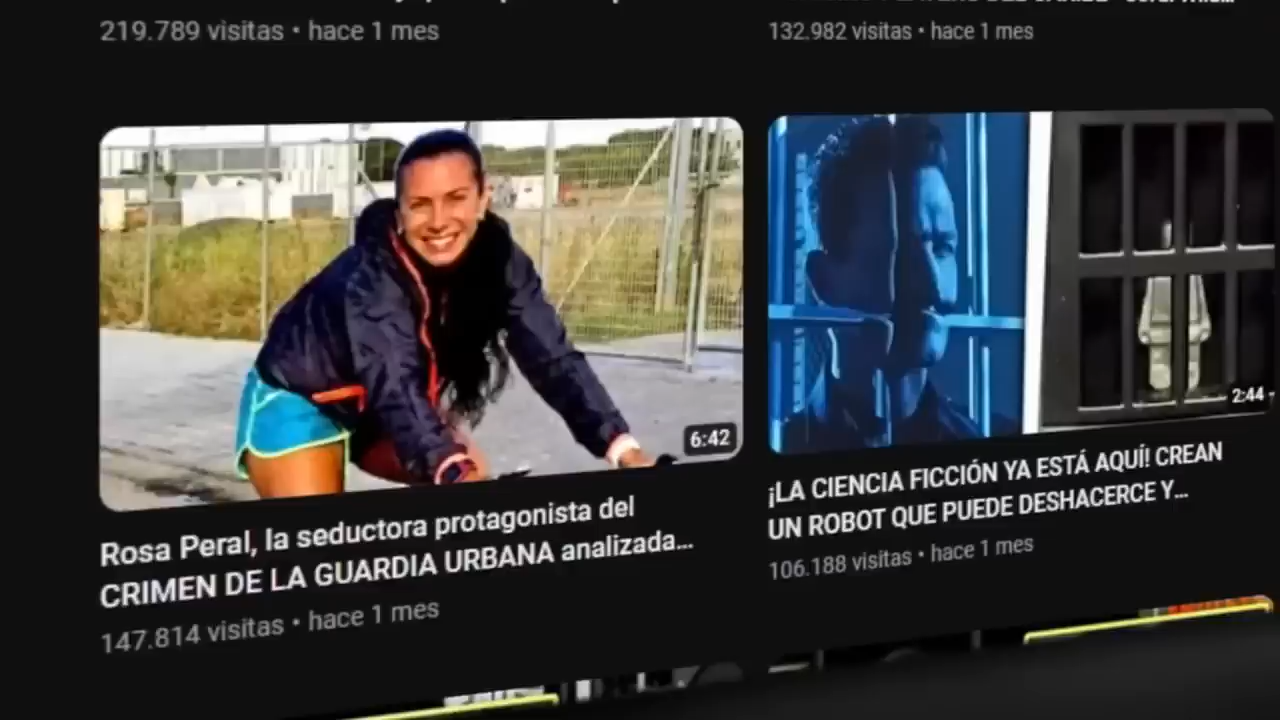 219.789 visitas • hace 1 mes
132.982 visitas • hace 1 mes
6:42
2:44
Rosa Peral, la seductora protagonista del
CRIMEN DE LA GUARDIA URBANA analizada...
147.814 visitas • hace 1 mes
¡LA CIENCIA FICCIÓN YA ESTÁ AQUÍ! CREAN
UN ROBOT QUE PUEDE DESHACERCE Y...
106.188 visitas • hace 1 mes